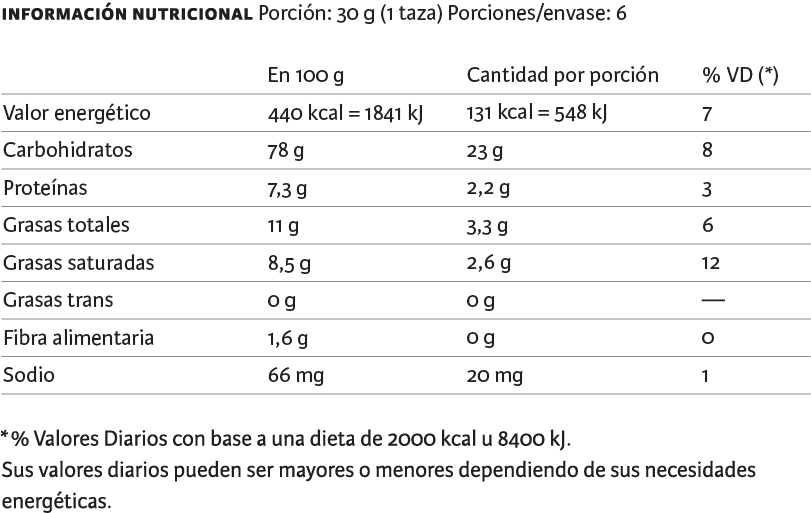 INFORMACIÓN NUTRICIONAL Porción: 30 g (1 taza) Porciones/envase: 6
En 100 g Cantidad por porción % VD (*)
Valor energético 440 kcal = 1841 kJ 131 kcal = 548 kJ 7
Carbohidratos 78 g 23 g 8
Proteínas 7,3 g 2,2 g 3
Grasas totales 11 g 3,3 g 6
Grasas saturadas 8,5 g 2,6 g 12
Grasas trans 0 g 0 g —
Fibra alimentaria 1,6 g 0 g 0
Sodio 66 mg 20 mg 1
*% Valores Diarios con base a una dieta de 2000 kcal u 8400 kJ.
Sus valores diarios pueden ser mayores o menores dependiendo de sus necesidades
energéticas.